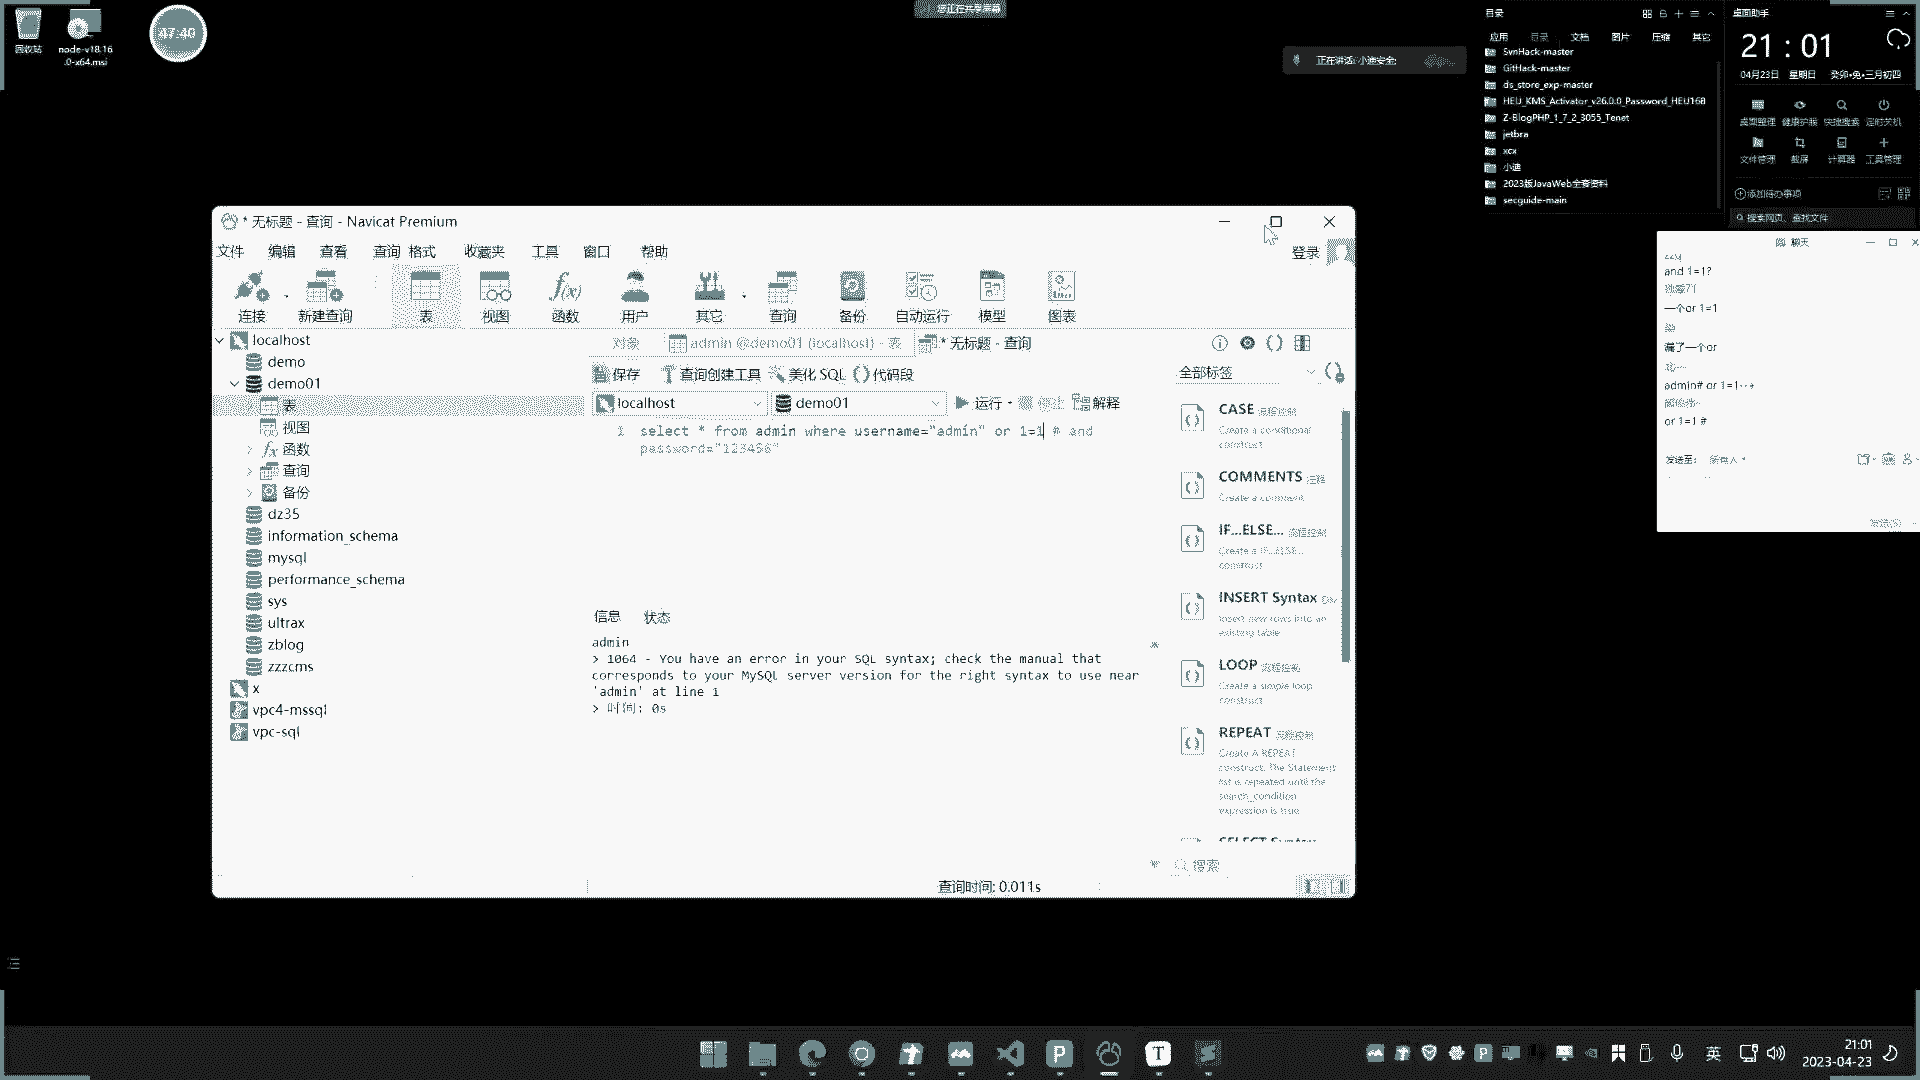 回收站
node-v18.16
.0-x64.msi
47:40
您正在共享屏幕
正在讲话: 小迪安全;
目录
应用 目录 文档 图片 压缩 其它
SvnHack-master
GitHack-master
ds_store_exp-master
HEU_KMS_Activator_v26.0.0_Password_HEU168
Z-BlogPHP_1_7_2_3055_Tenet
jetbra
xcx
小迪
2023版JavaWeb全套资料
secguide-main
桌面助手
21 : 01
04月23日 星期日 癸卯•兔•三月初四
桌面整理 健康护眼 快捷搜索 定时关机
文件管理 截屏 计算器 工具管理
添加待办事项
搜索网页、查找文件
聊天
and 1=1?
一个or 1=1
漏了一个or
admin# or 1=1
or 1=1 #
发送至: 所有人
发送(S)
* 无标题 - 查询 - Navicat Premium
文件 编辑 查看 查询 格式 收藏夹 工具 窗口 帮助
登录
连接 新建查询 表 视图 函数 用户 其它 查询 备份 自动运行 模型 图表
localhost
demo
demo01
表
视图
函数
查询
备份
dz35
information_schema
mysql
performance_schema
sys
ultrax
zblog
zzzcms
x
vpc4-mssql
vpc-sql
对象 admin @demo01 (localhost) - 表 * 无标题 - 查询
保存 查询创建工具 美化 SQL () 代码段
localhost demo01 运行 停止 解释
1 select * from admin where username="admin" or 1=1 # and
password="123456"
信息 状态
admin
> 1064 - You have an error in your SQL syntax; check the manual that
corresponds to your MySQL server version for the right syntax to use near
'admin' at line 1
> 时间: 0s
全部标签
CASE 流程控制
Create a conditional
construct
COMMENTS 注释
Create a comment
IF...ELSE... 流程控制
Create a IF...ELSE...
construct
INSERT Syntax
Insert new rows into an
existing table
LOOP 流程控制
Create a simple loop
construct
REPEAT 流程控制
Create A REPEAT
construct. The Statement
list is repeated until the
search_condition
expression is true.
SELECT Syntax
搜索
查询时间: 0.011s
英
21:01
2023-04-23